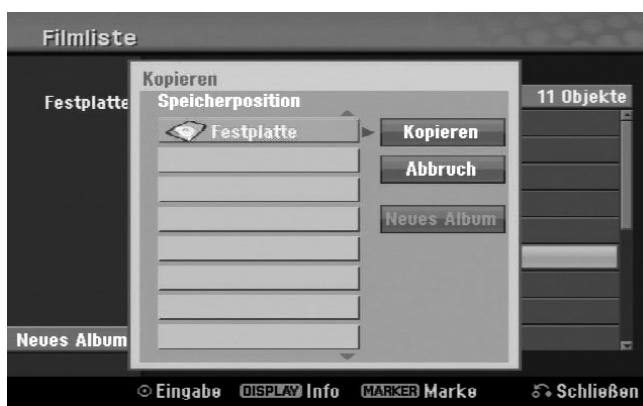 Filmliste
Kopieren
Speicherposition
Festplatte
11 Objekte
Festplatte
Kopieren
Abbruch
Neues Album
Neues Album
Eingabe DISPLAY Info MARKER Marke Schließen